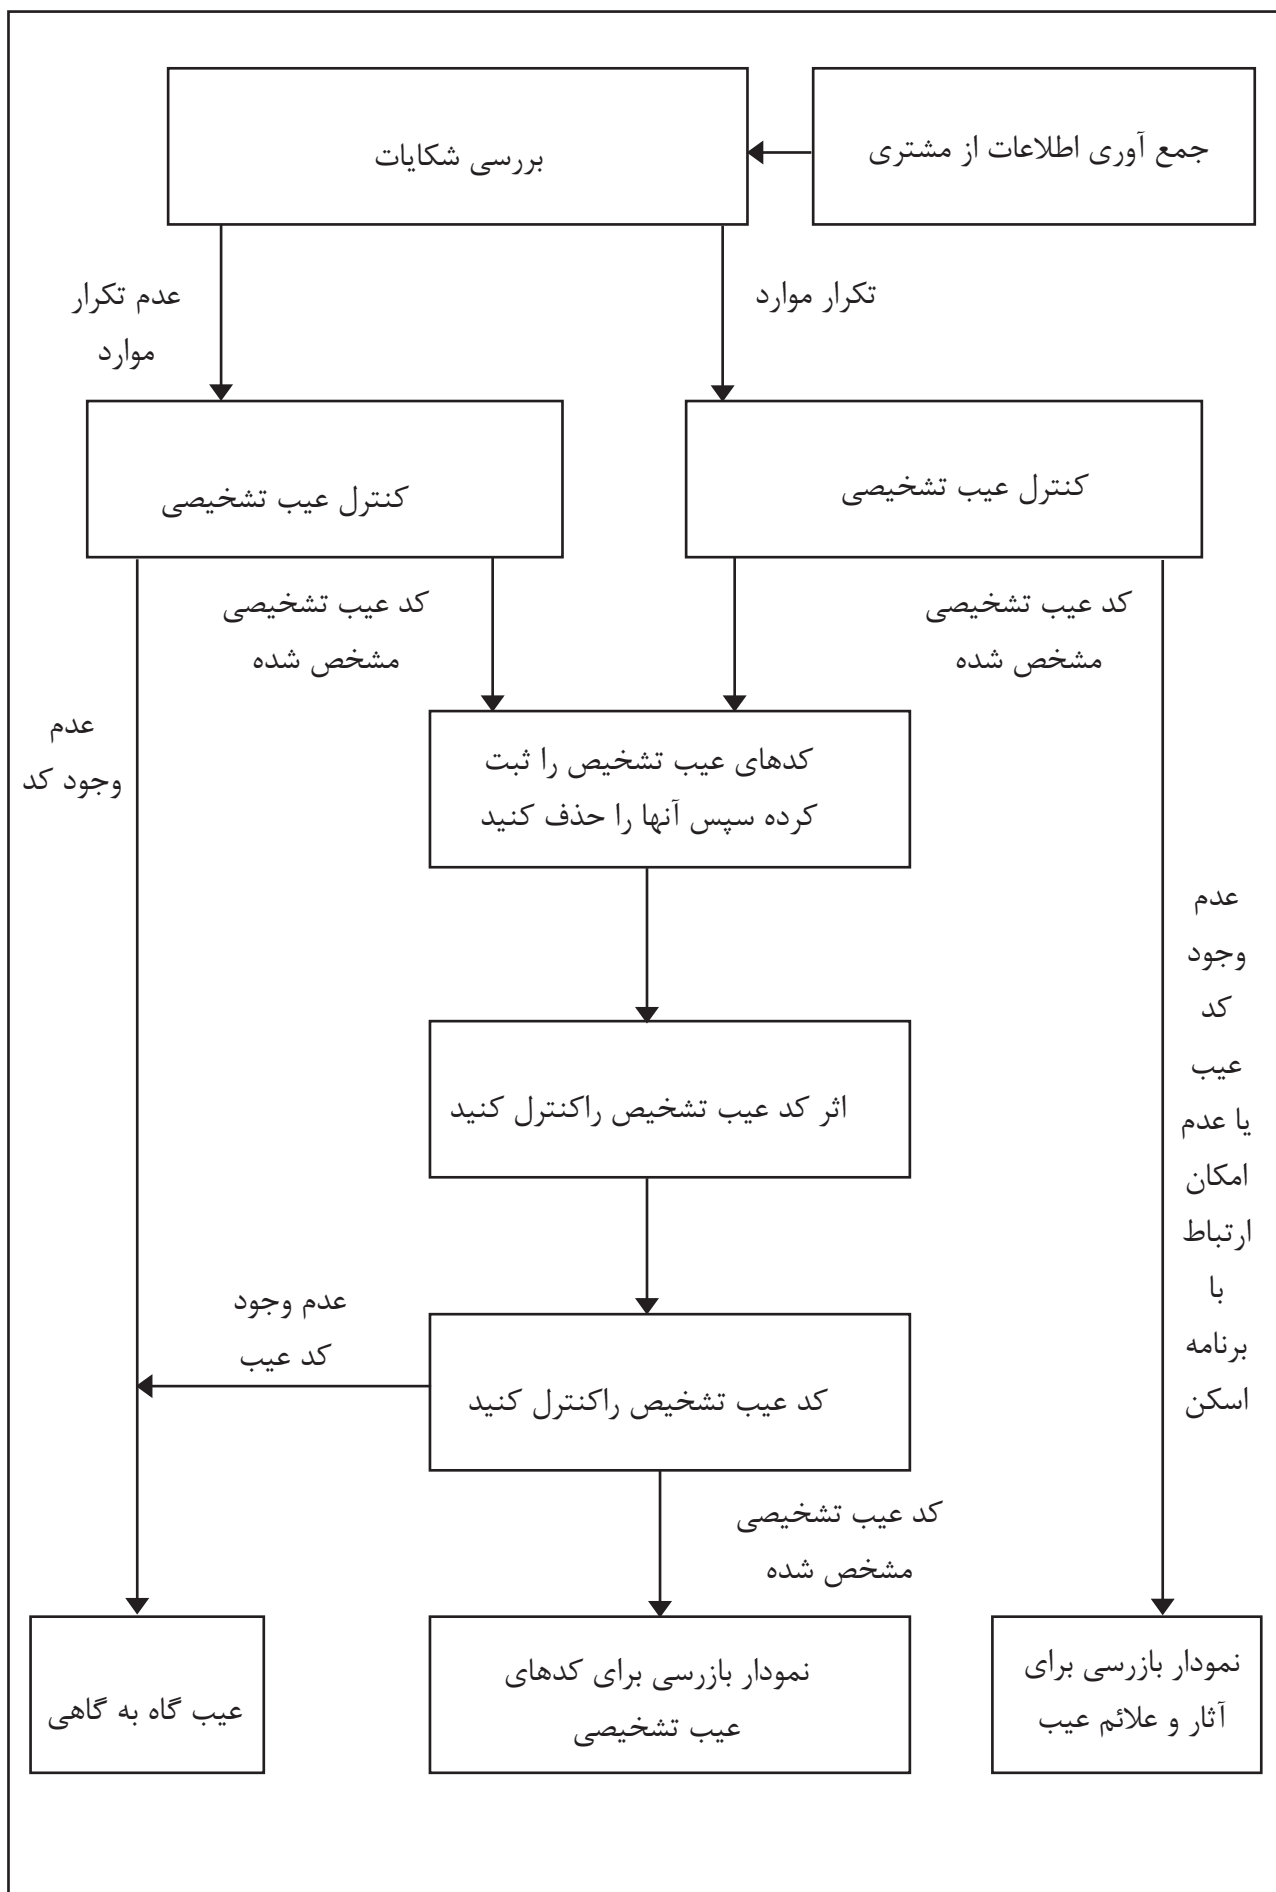 جمع آوری اطلاعات از مشتری
بررسی شکایات
تکرار موارد
عدم تکرار
موارد
کنترل عیب تشخیصی
کنترل عیب تشخیصی
کد عیب تشخیصی
مشخص شده
کد عیب تشخیصی
مشخص شده
عدم
وجود کد
کدهای عیب تشخیص را ثبت
کرده سپس آنها را حذف کنید
عدم
وجود
کد
عیب
یا عدم
امکان
ارتباط
با
برنامه
اسکن
اثر کد عیب تشخیص راکنترل کنید
عدم وجود
کد عیب
کد عیب تشخیص راکنترل کنید
کد عیب تشخیصی
مشخص شده
نمودار بازرسی برای
آثار و علائم عیب
نمودار بازرسی برای کدهای
عیب تشخیصی
عیب گاه به گاهی